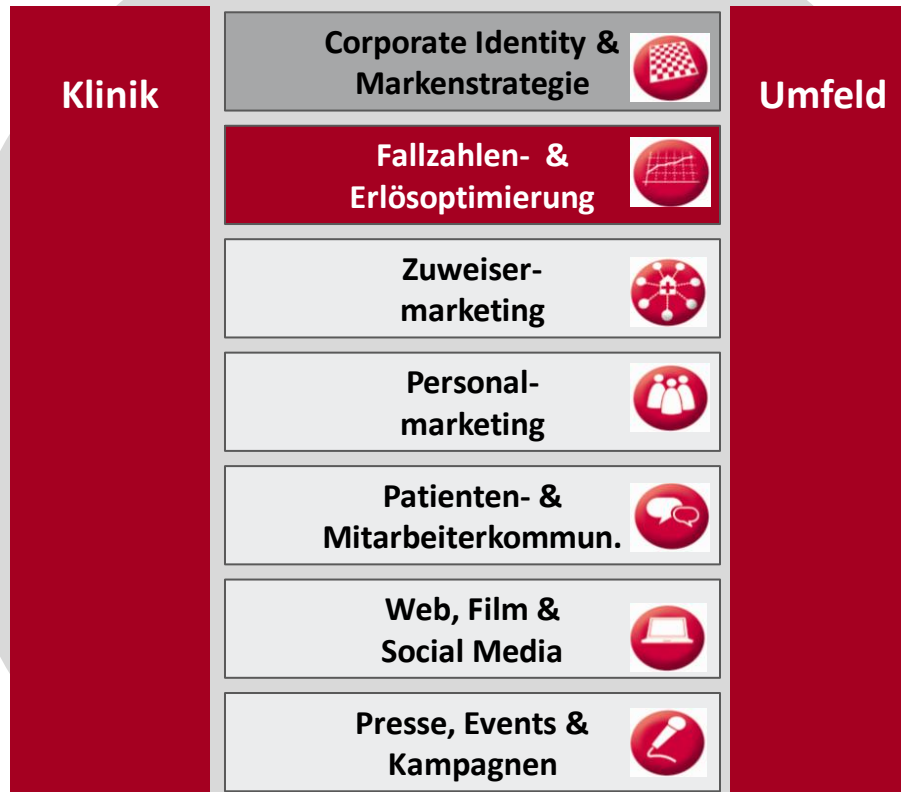 Klinik
Corporate Identity &
Markenstrategie
Umfeld
Fallzahlen- &
Erlösoptimierung
Zuweiser-
marketing
Personal-
marketing
Patienten- &
Mitarbeiterkommun.
Web, Film &
Social Media
Presse, Events &
Kampagnen